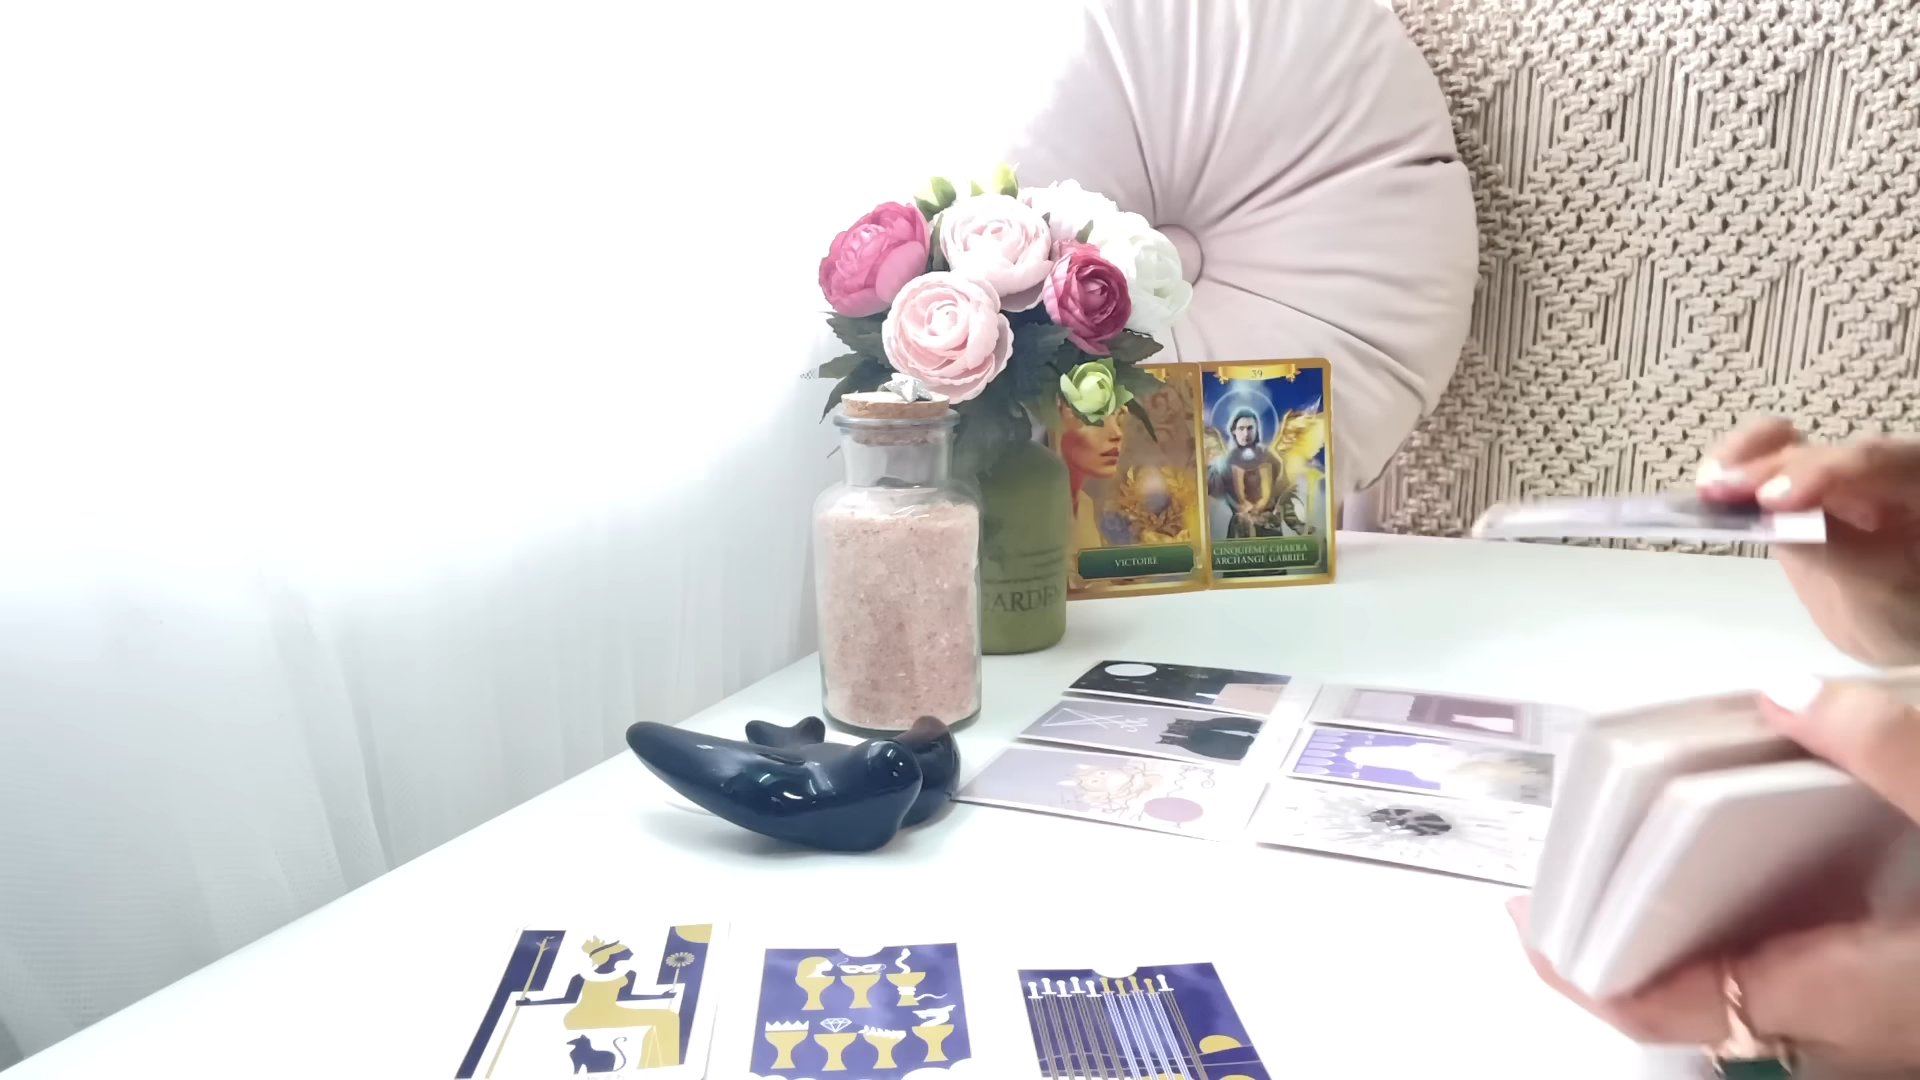 39
VICTOIRE
CINQUIÈME CHAKRA
ARCHANGE GABRIEL
GARDEN